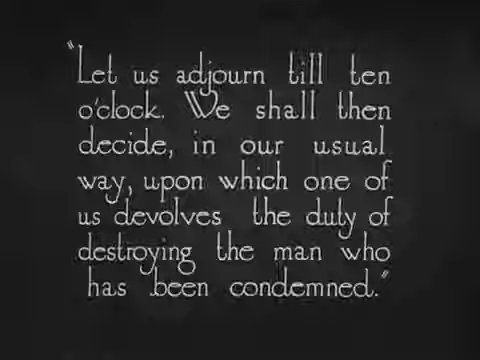 "Let us adjourn till ten
o'clock. We shall then
decide, in our usual
way, upon which one of
us devolves the duty of
destroying the man who
has been condemned."